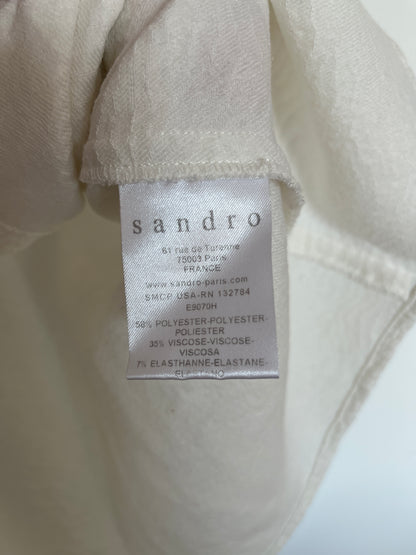 sandro
61 rue de Turenne
75003 Paris
FRANCE
www.sandro-paris.com
SMCP USA-RN 132784
E9070H
58% POLYESTER-POLYESTER-
POLIESTER
35% VISCOSE-VISCOSE-
VISCOSA
7% ELASTHANNE-ELASTANE-
ELASTANO